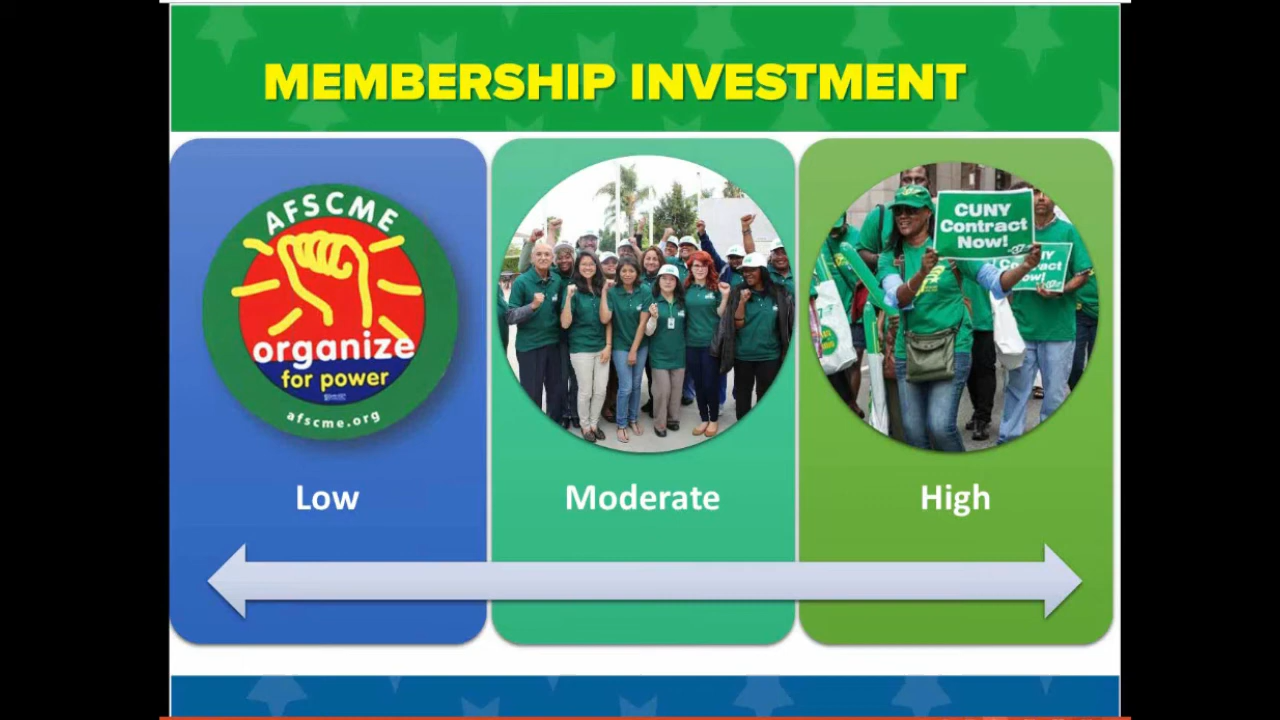 MEMBERSHIP INVESTMENT
AFSCME
organize
for power
afscme.org
CUNY
Contract
Now!
Low
Moderate
High